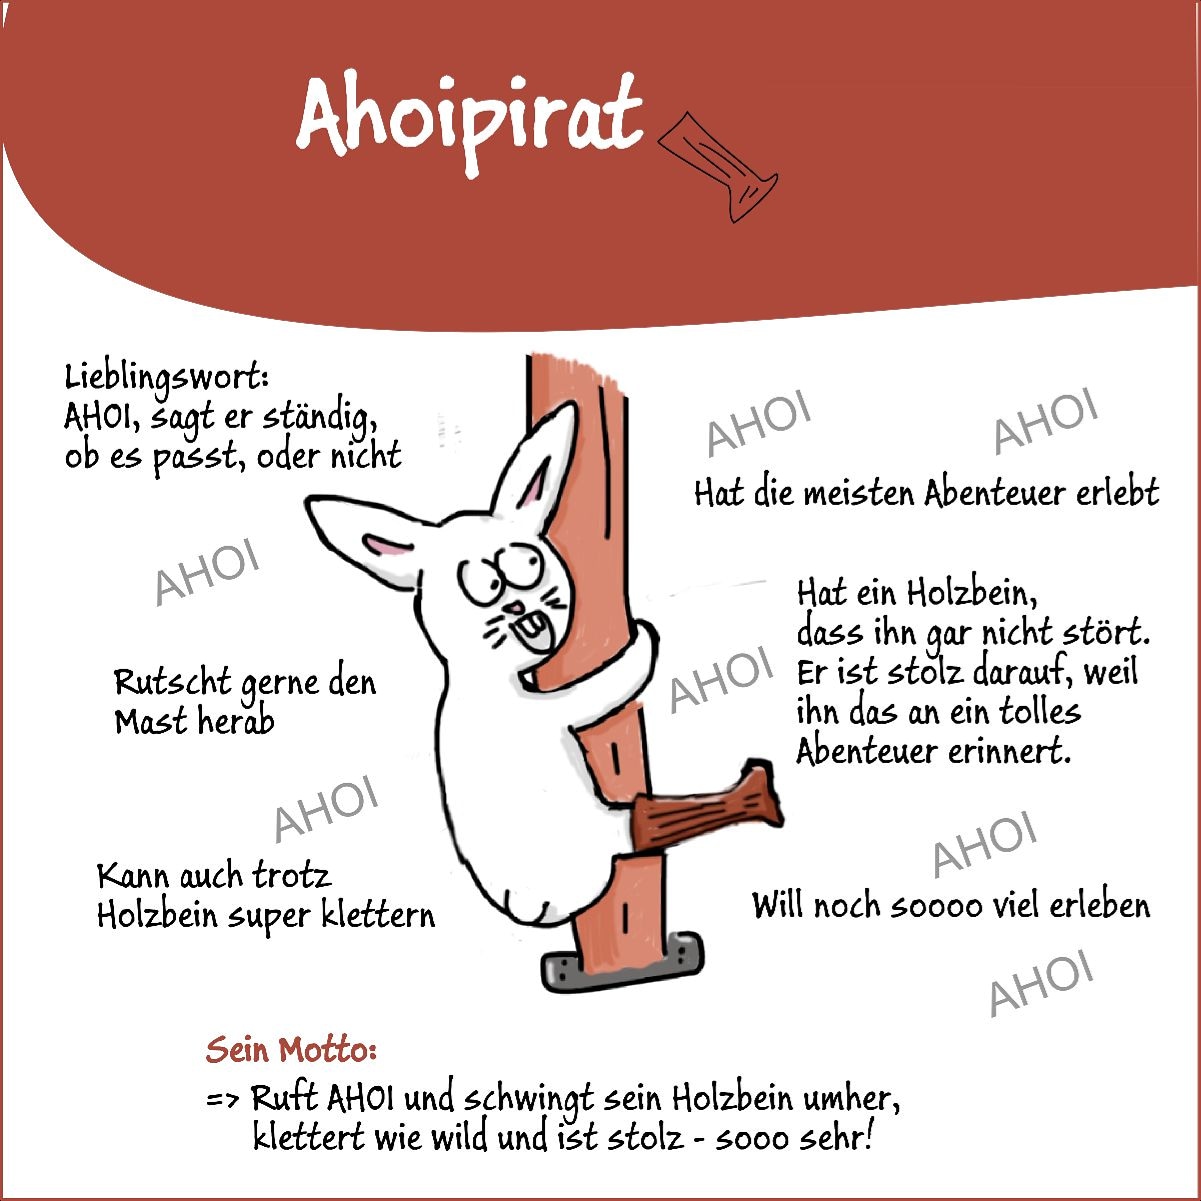 Ahoipirat
Lieblingswort:
AHOI, sagt er ständig,
ob es passt, oder nicht
AHOI
AHOI
Hat die meisten Abenteuer erlebt
AHOI
Hat ein Holzbein,
dass ihn gar nicht stört.
Er ist stolz darauf, weil
ihn das an ein tolles
Abenteuer erinnert.
AHOI
Rutscht gerne den
Mast herab
AHOI
Kann auch trotz
Holzbein super klettern
AHOI
Will noch soooo viel erleben
AHOI
Sein Motto:
=> Ruft AHOI und schwingt sein Holzbein umher,
klettert wie wild und ist stolz - sooo sehr!